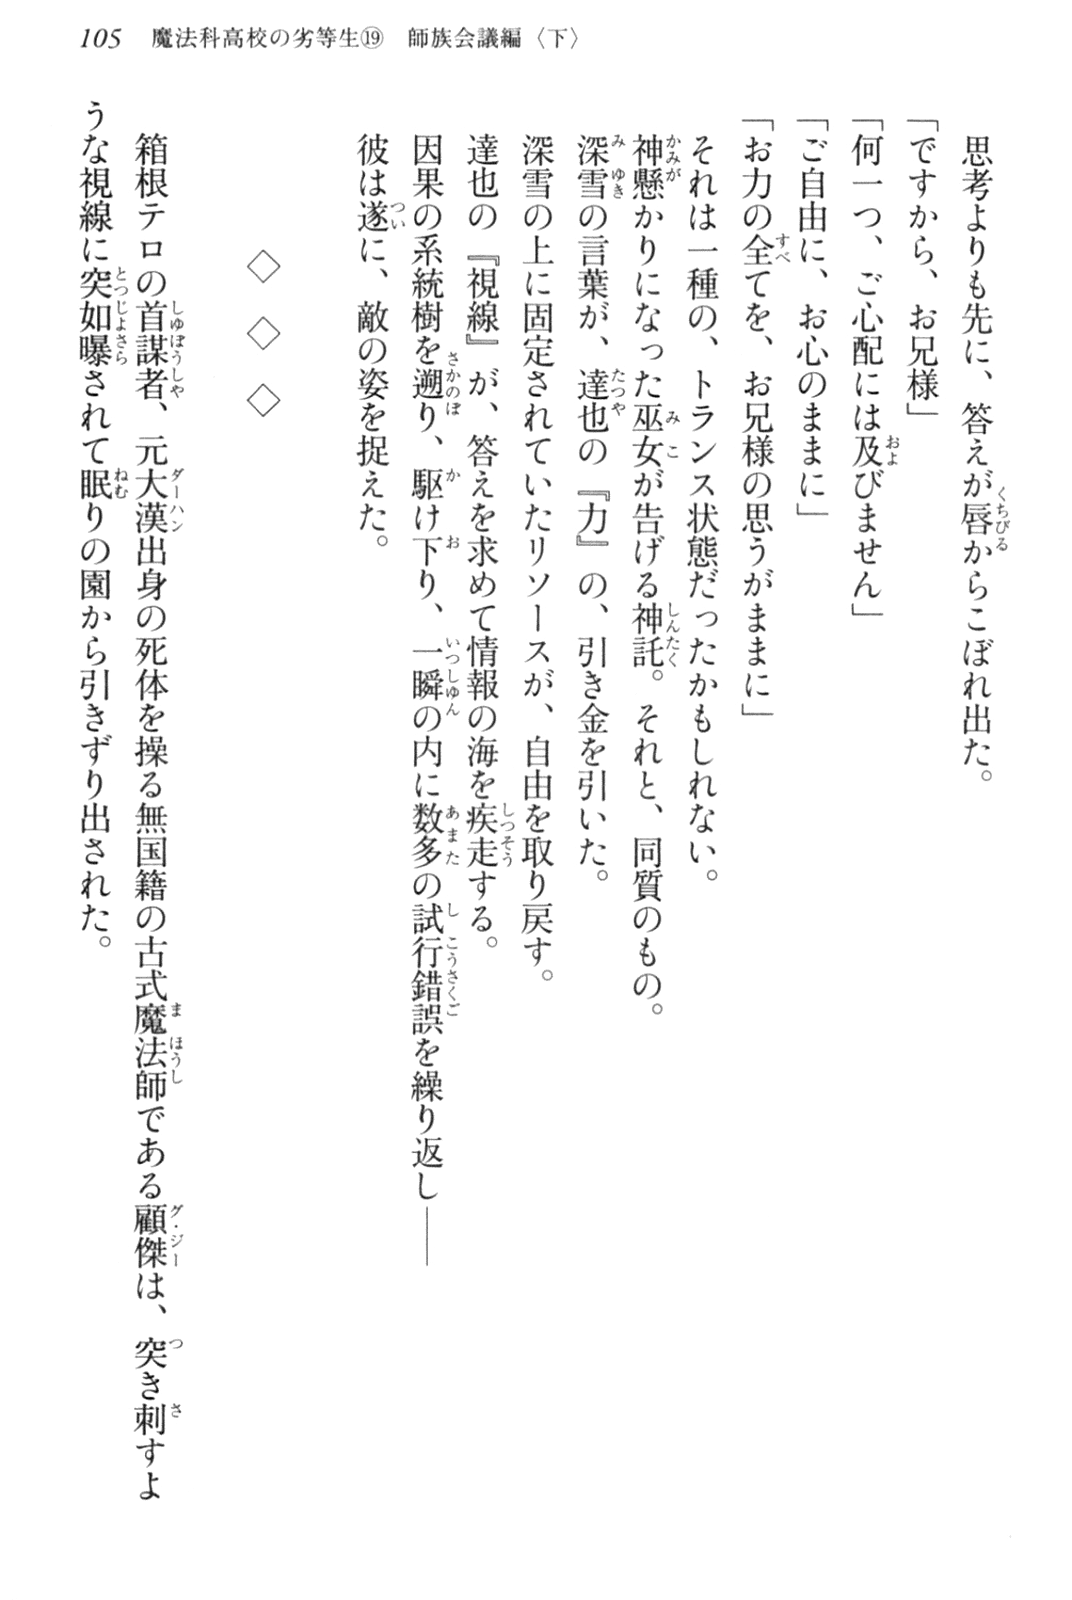 105 魔法科高校の劣等生⑲ 師族会議編〈下〉
思考よりも先に、答えが唇からこぼれ出た。
「ですから、お兄様」
「何一つ、ご心配には及びません」
「ご自由に、お心のままに」
「お力の全てを、お兄様の思うがままに」
それは一種の、トランス状態だったかもしれない。
神懸かりになった巫女が告げる神託。それと、同質のもの。
深雪の言葉が、達也の『力』の、引き金を引いた。
深雪の上に固定されていたリソースが、自由を取り戻す。
達也の『視線』が、答えを求めて情報の海を疾走する。
因果の系統樹を遡り、駆け下り、一瞬の内に数多の試行錯誤を繰り返し――
彼は遂に、敵の姿を捉えた。
◇ ◇ ◇
箱根テロの首謀者、元大漢出身の死体を操る無国籍の古式魔法師である顧傑は、突き刺すよ
うな視線に突如曝されて眠りの園から引きずり出された。